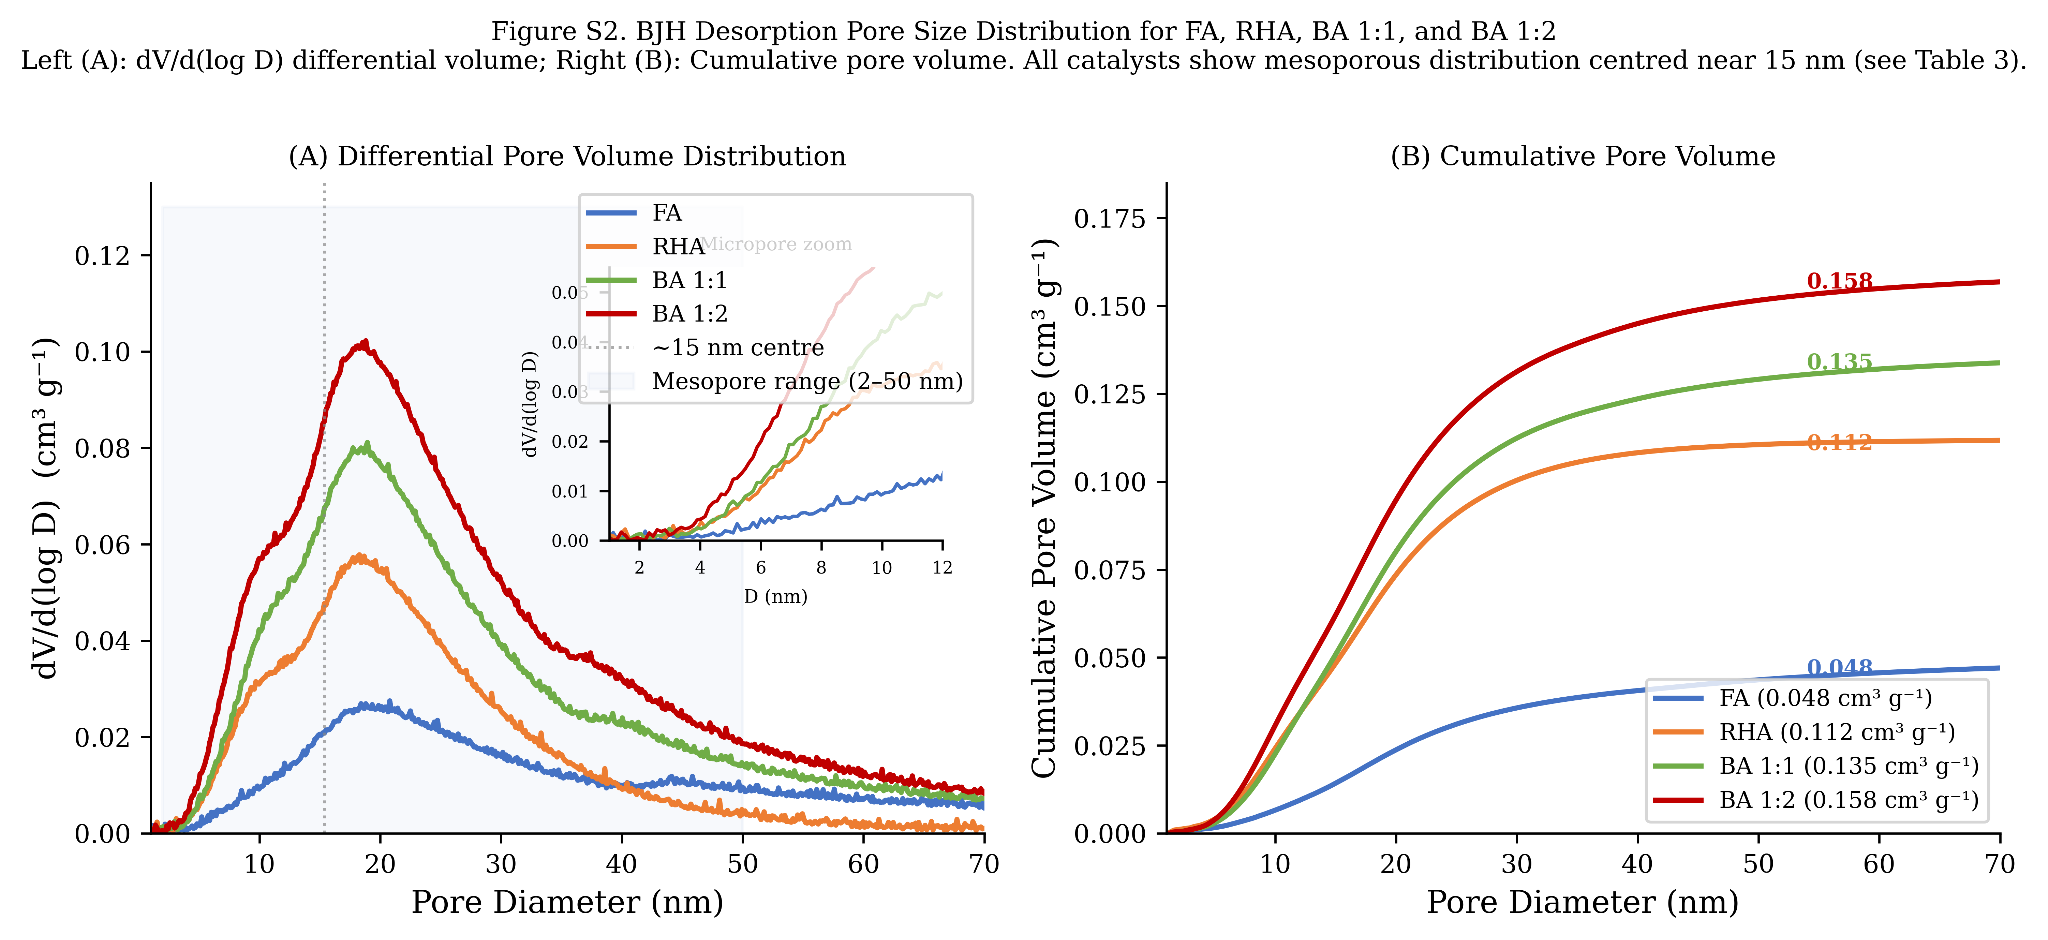 Figure S2. BJH Desorption Pore Size Distribution for FA, RHA, BA 1:1, and BA 1:2
Left (A): dV/d(log D) differential volume; Right (B): Cumulative pore volume. All catalysts show mesoporous distribution centred near 15 nm (see Table 3).
(A) Differential Pore Volume Distribution
dV/d(log D) (cm³ g⁻¹)
0.12
0.10
0.08
0.06
0.04
0.02
0.00
10
20
30
40
50
60
70
Pore Diameter (nm)
FA
RHA
BA 1:1
BA 1:2
~15 nm centre
Mesopore range (2–50 nm)
Micropore zoom
dV/d(log D)
0.05
0.04
0.03
0.02
0.01
0.00
2
4
6
8
10
12
D (nm)
(B) Cumulative Pore Volume
Cumulative Pore Volume (cm³ g⁻¹)
0.175
0.150
0.125
0.100
0.075
0.050
0.025
0.000
0.158
0.135
0.112
0.048
FA (0.048 cm³ g⁻¹)
RHA (0.112 cm³ g⁻¹)
BA 1:1 (0.135 cm³ g⁻¹)
BA 1:2 (0.158 cm³ g⁻¹)
10
20
30
40
50
60
70
Pore Diameter (nm)